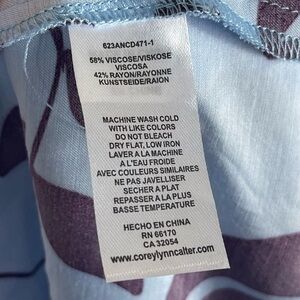 623ANCD471-1
58% VISCOSE/VISKOSE
VISCOSA
42% RAYON/RAYONNE
KUNSTSEIDE/RAION
MACHINE WASH COLD
WITH LIKE COLORS
DO NOT BLEACH
DRY FLAT, LOW IRON
LAVER A LA MACHINE
A L'EAU FROIDE
AVEC COULEURS SIMILAIRES
NE PAS JAVELLISER
SECHER A PLAT
REPASSER A LA PLUS
BASSE TEMPERATURE
HECHO EN CHINA
RN 66170
CA 32054
www.coreylynncalter.com